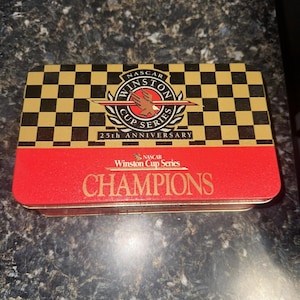 NASCAR
WINSTON
CUP SERIES
25th ANNIVERSARY
NASCAR
Winston Cup Series
CHAMPIONS